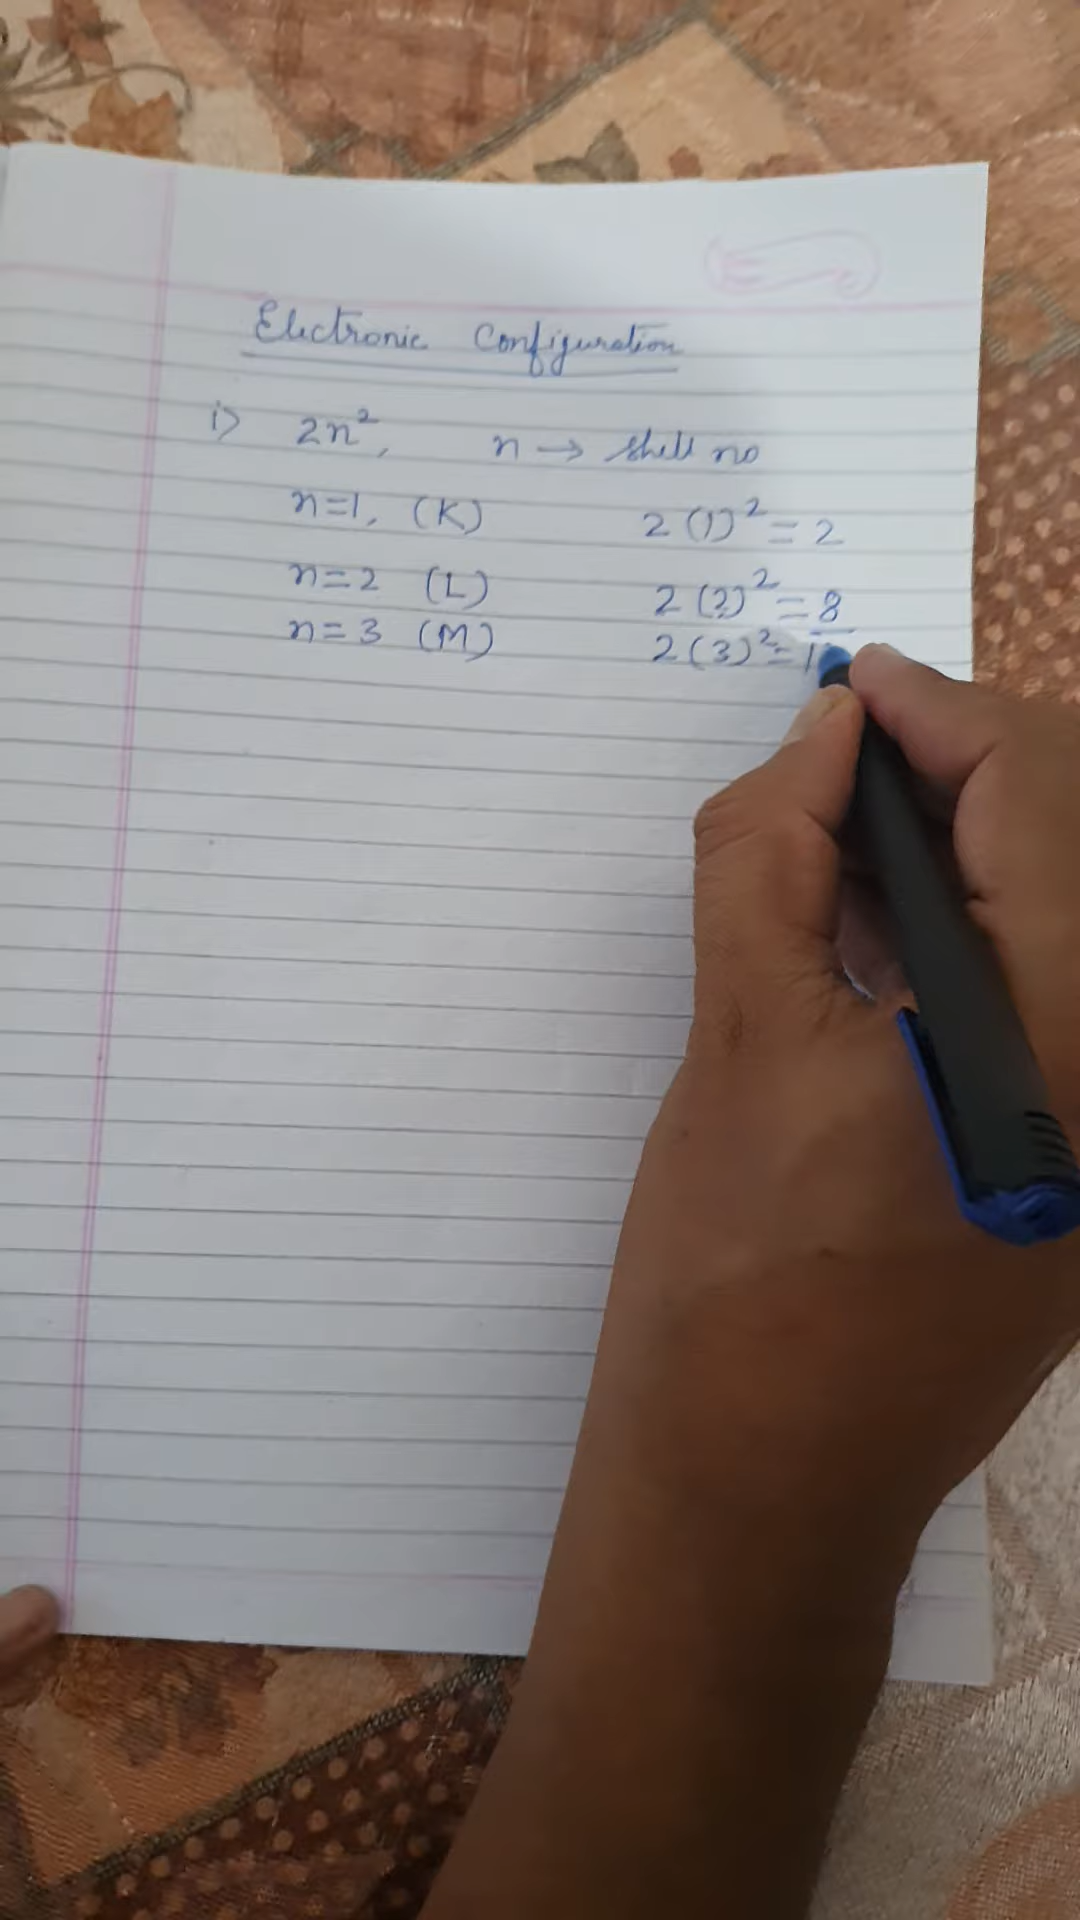 Electronic Configuration
i) 2n², n → shell no
n=1, (K) 2(1)² = 2
n=2 (L) 2(2)² = 8
n=3 (M) 2(3)² = 1